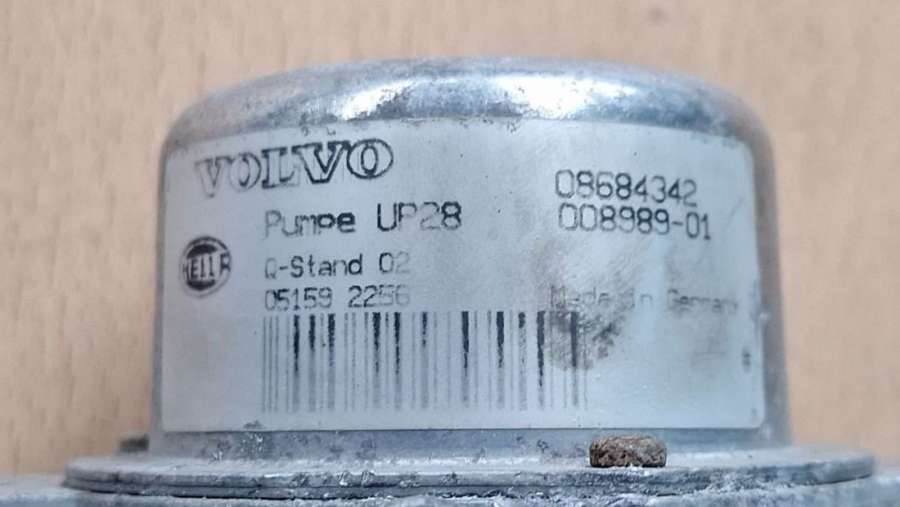 VOLVO
08684342
Pumpe UP28
008989-01
HELLA
Q-Stand 02
05159 2256
Made in Germany